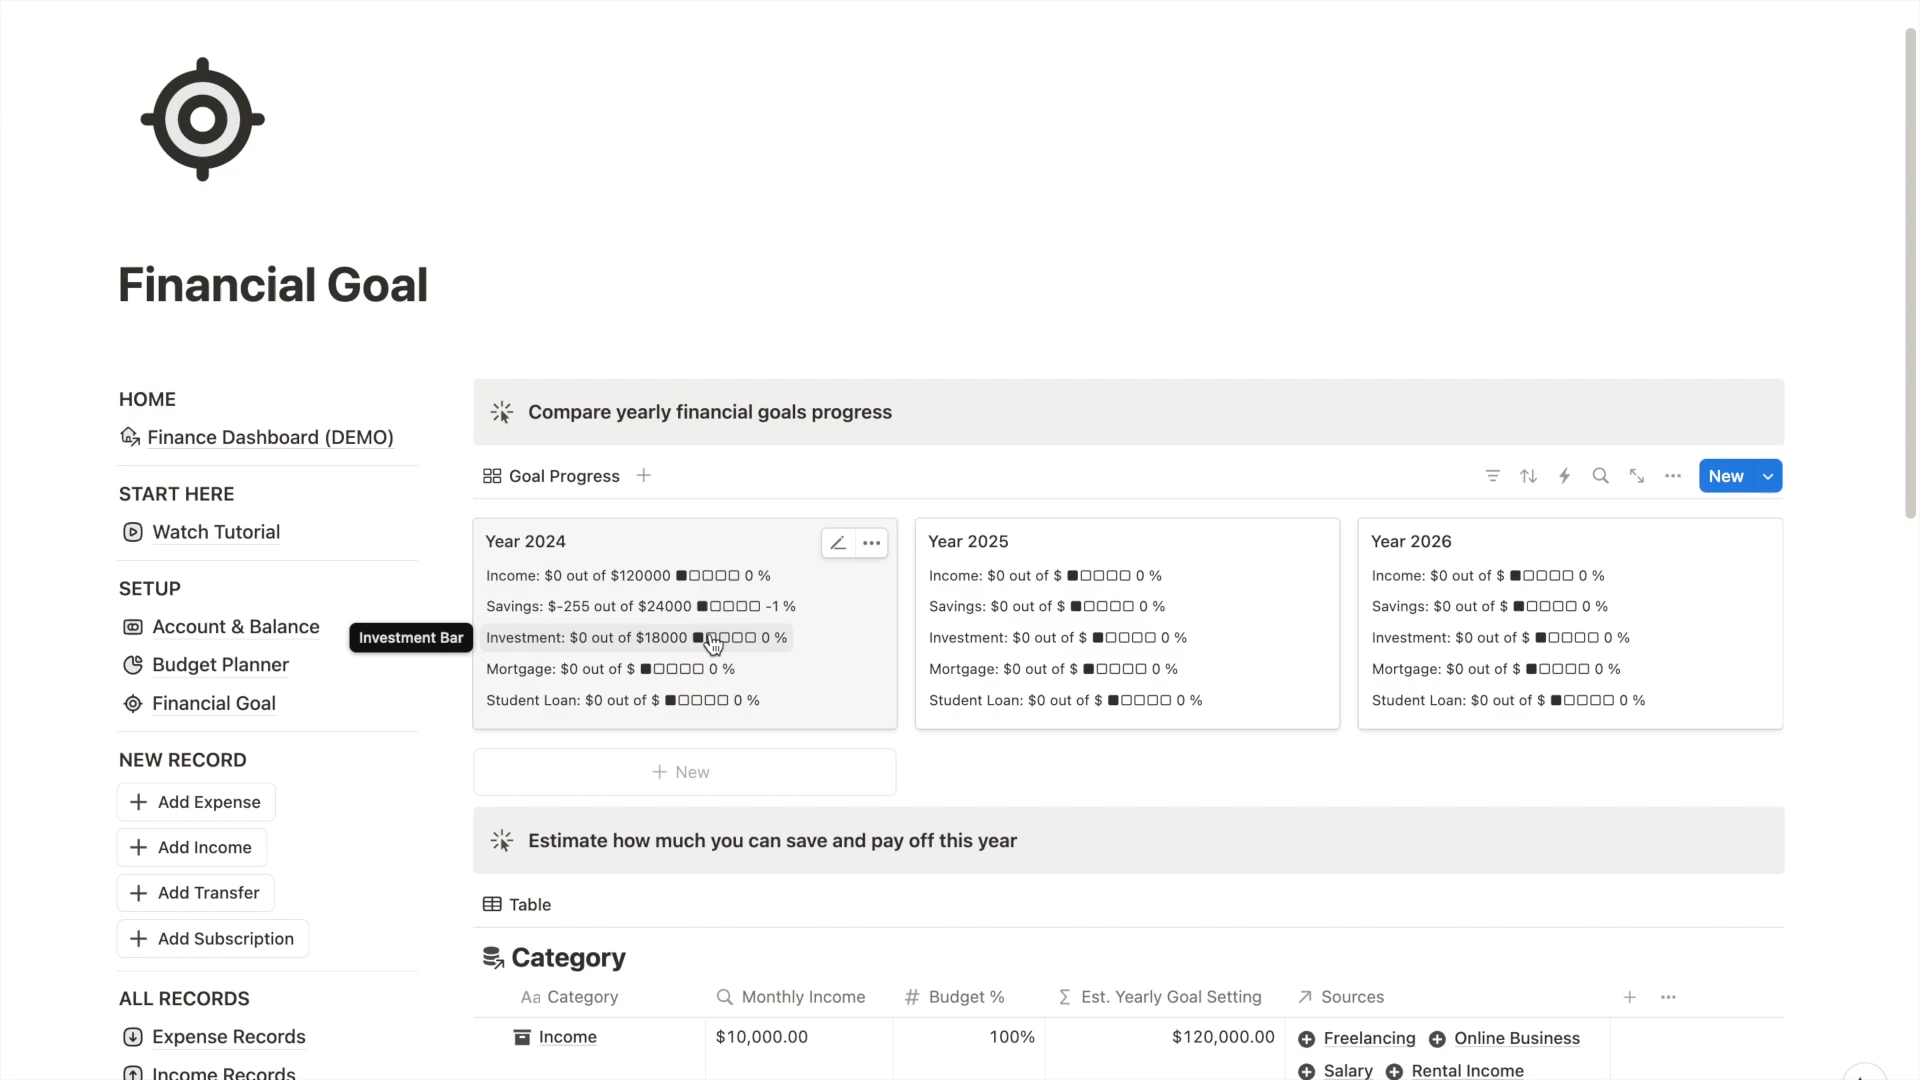 Financial Goal
HOME
Finance Dashboard (DEMO)
START HERE
Watch Tutorial
SETUP
Account & Balance
Budget Planner
Financial Goal
NEW RECORD
Add Expense
Add Income
Add Transfer
Add Subscription
ALL RECORDS
Expense Records
Income Records
Investment Bar
Compare yearly financial goals progress
Goal Progress
New
Year 2024
Income: $0 out of $120000 ■□□□□ 0 %
Savings: $-255 out of $24000 ■□□□□ -1 %
Investment: $0 out of $18000 ■□□□□ 0 %
Mortgage: $0 out of $ ■□□□□ 0 %
Student Loan: $0 out of $ ■□□□□ 0 %
Year 2025
Income: $0 out of $ ■□□□□ 0 %
Savings: $0 out of $ ■□□□□ 0 %
Investment: $0 out of $ ■□□□□ 0 %
Mortgage: $0 out of $ ■□□□□ 0 %
Student Loan: $0 out of $ ■□□□□ 0 %
Year 2026
Income: $0 out of $ ■□□□□ 0 %
Savings: $0 out of $ ■□□□□ 0 %
Investment: $0 out of $ ■□□□□ 0 %
Mortgage: $0 out of $ ■□□□□ 0 %
Student Loan: $0 out of $ ■□□□□ 0 %
New
Estimate how much you can save and pay off this year
Table
Category
Aa Category Monthly Income # Budget % Σ Est. Yearly Goal Setting Sources
Income $10,000.00 100% $120,000.00 Freelancing Online Business
Salary Rental Income